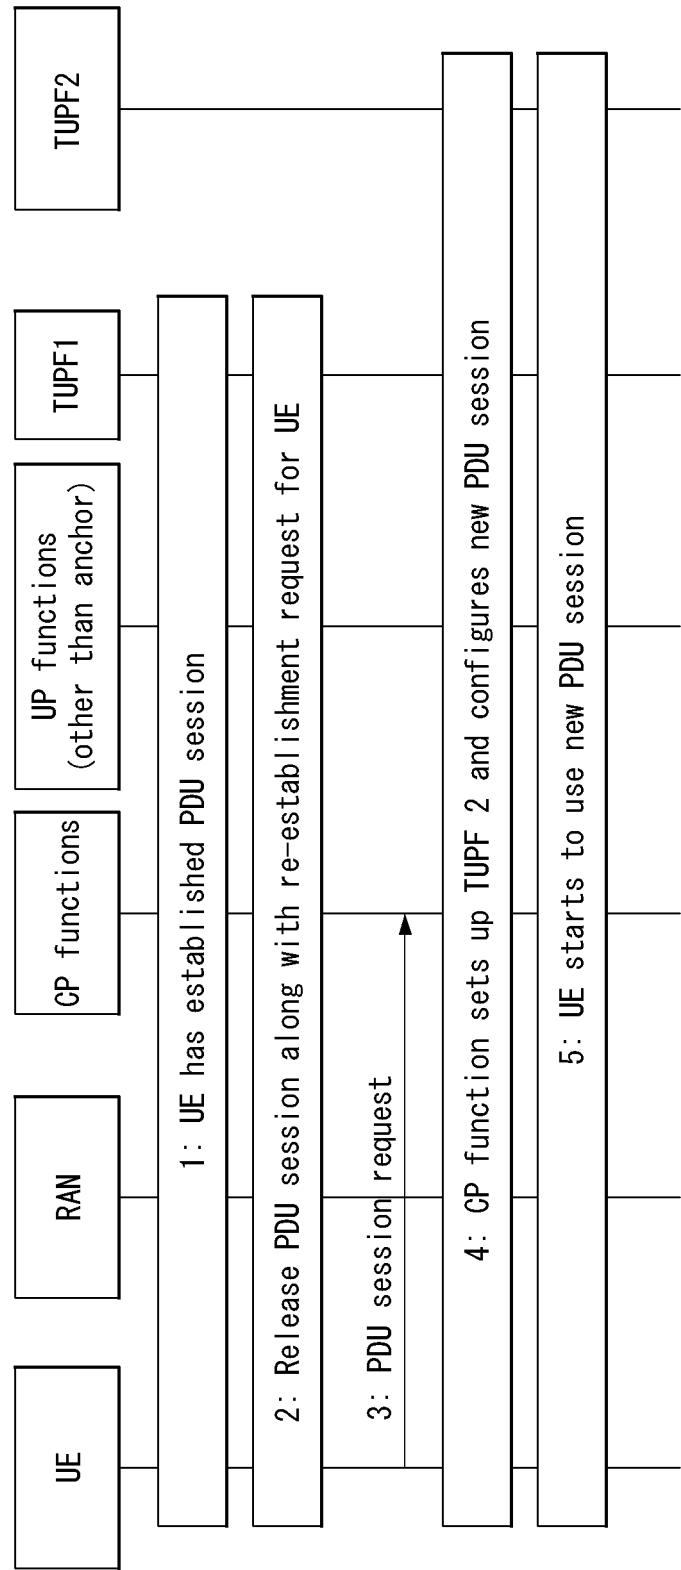 UE
RAN
CP functions
UP functions
(other than anchor)
TUPF1
TUPF2
1: UE has established PDU session
2: Release PDU session along with re-establishment request for UE
3: PDU session request
4: CP function sets up TUPF 2 and configures new PDU session
5: UE starts to use new PDU session